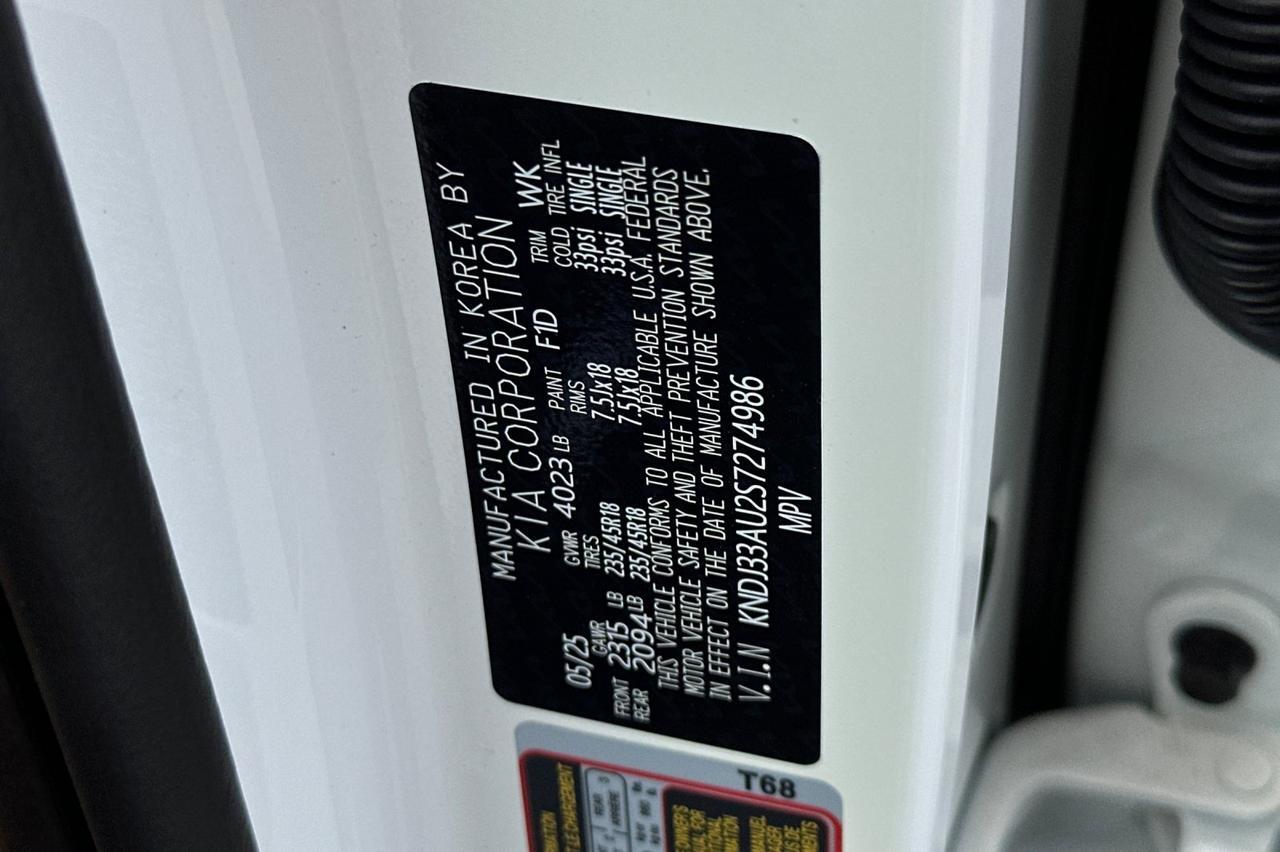 MANUFACTURED IN KOREA BY
KIA CORPORATION
05/25 GVWR 4023 LB PAINT F1D TRIM WK
GAWR TIRES RIMS COLD TIRE INFL
FRONT 2315 LB 235/45R18 7.5Jx18 33psi SINGLE
REAR 2094 LB 235/45R18 7.5Jx18 33psi SINGLE
THIS VEHICLE CONFORMS TO ALL APPLICABLE U.S.A. FEDERAL
MOTOR VEHICLE SAFETY AND THEFT PREVENTION STANDARDS
IN EFFECT ON THE DATE OF MANUFACTURE SHOWN ABOVE.
V.I.N KNDJ33AU2S7274986
MPV
T68
REAR
ARRIÈRE